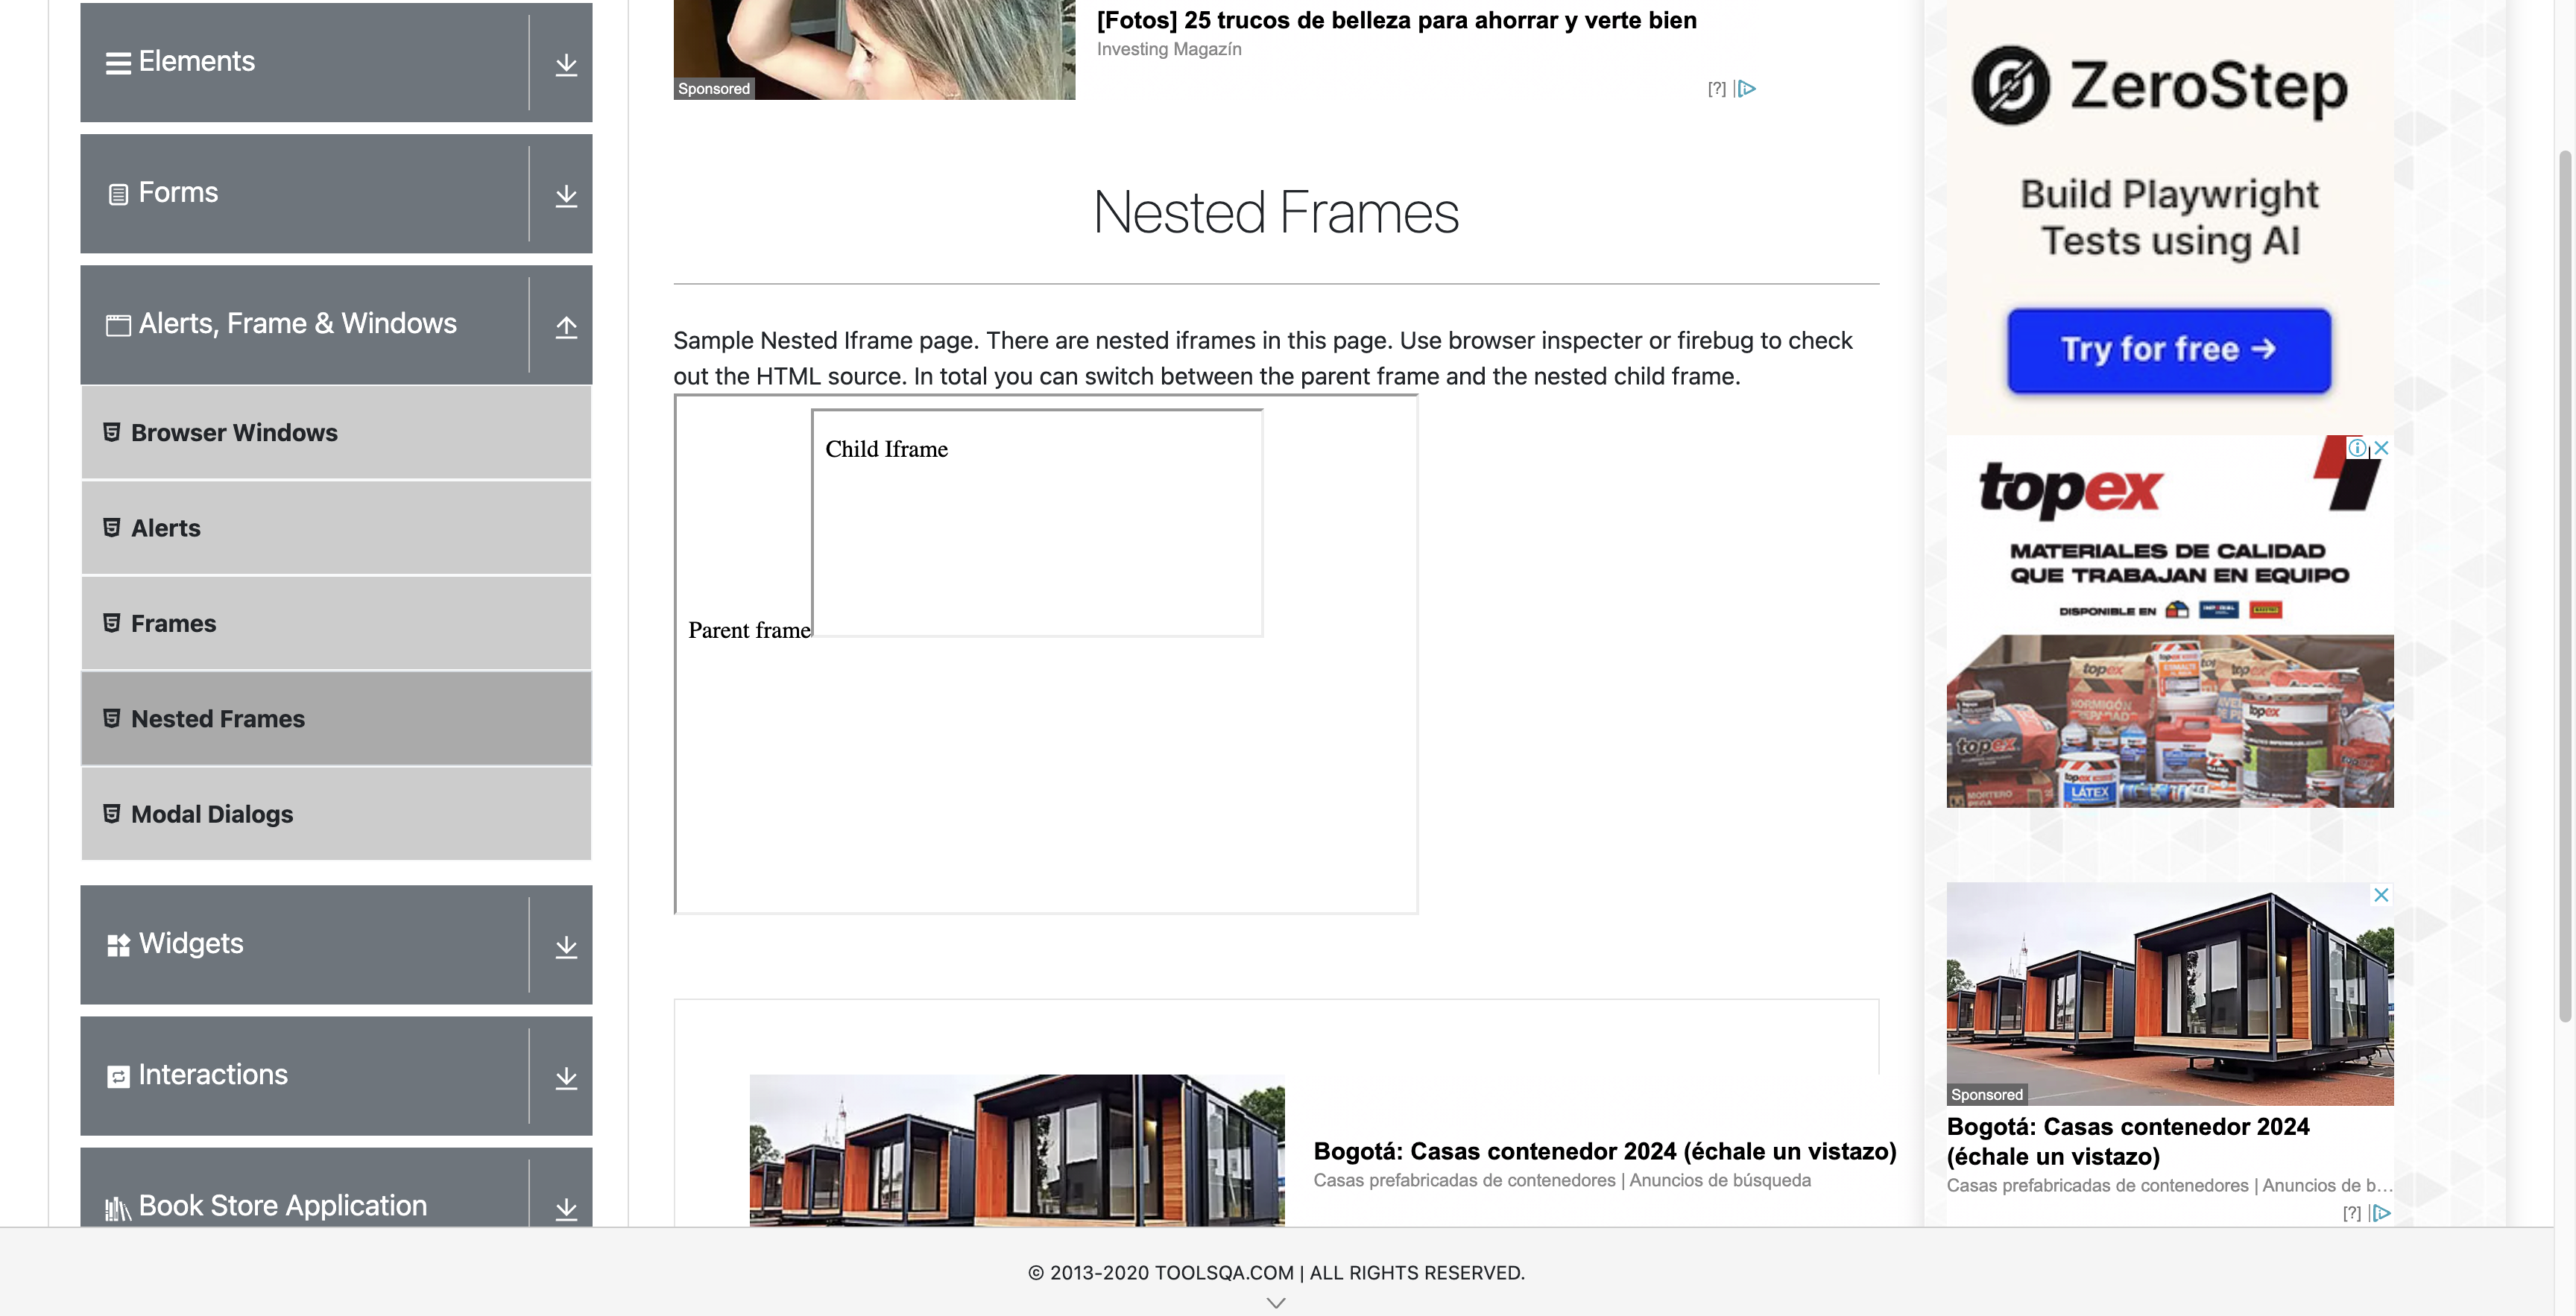 Elements
Forms
Alerts, Frame & Windows
Browser Windows
Alerts
Frames
Nested Frames
Modal Dialogs
Widgets
Interactions
Book Store Application
[Fotos] 25 trucos de belleza para ahorrar y verte bien
Investing Magazín
Sponsored
[?]
Nested Frames
Sample Nested Iframe page. There are nested iframes in this page. Use browser inspecter or firebug to check
out the HTML source. In total you can switch between the parent frame and the nested child frame.
Child Iframe
Parent frame
Bogotá: Casas contenedor 2024 (échale un vistazo)
Casas prefabricadas de contenedores | Anuncios de búsqueda
ZeroStep
Build Playwright
Tests using AI
Try for free →
topex
MATERIALES DE CALIDAD
QUE TRABAJAN EN EQUIPO
DISPONIBLE EN
topex
topex
topex
topex
LÁTEX
MORTERO
Sponsored
Bogotá: Casas contenedor 2024
(échale un vistazo)
Casas prefabricadas de contenedores | Anuncios de b...
[?]
© 2013-2020 TOOLSQA.COM | ALL RIGHTS RESERVED.